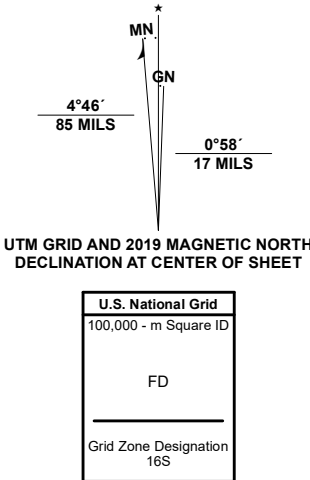 MN
GN
4°46´
85 MILS
0°58´
17 MILS
UTM GRID AND 2019 MAGNETIC NORTH
DECLINATION AT CENTER OF SHEET
U.S. National Grid
100,000 - m Square ID
FD
Grid Zone Designation
16S